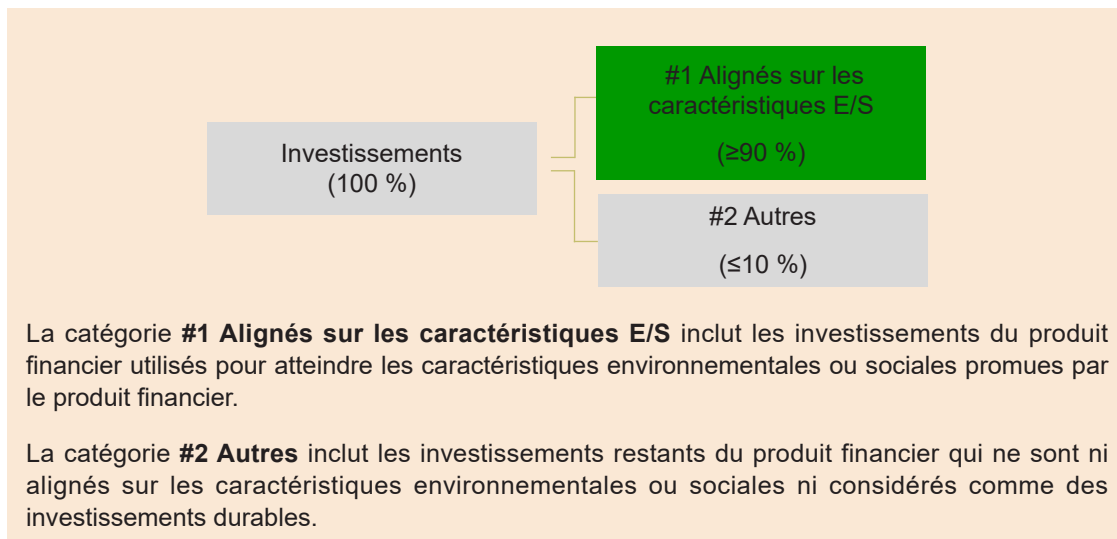 #1 Alignés sur les
caractéristiques E/S
(≥90 %)
Investissements
(100 %)
#2 Autres
(≤10 %)
La catégorie #1 Alignés sur les caractéristiques E/S inclut les investissements du produit
financier utilisés pour atteindre les caractéristiques environnementales ou sociales promues par
le produit financier.
La catégorie #2 Autres inclut les investissements restants du produit financier qui ne sont ni
alignés sur les caractéristiques environnementales ou sociales ni considérés comme des
investissements durables.